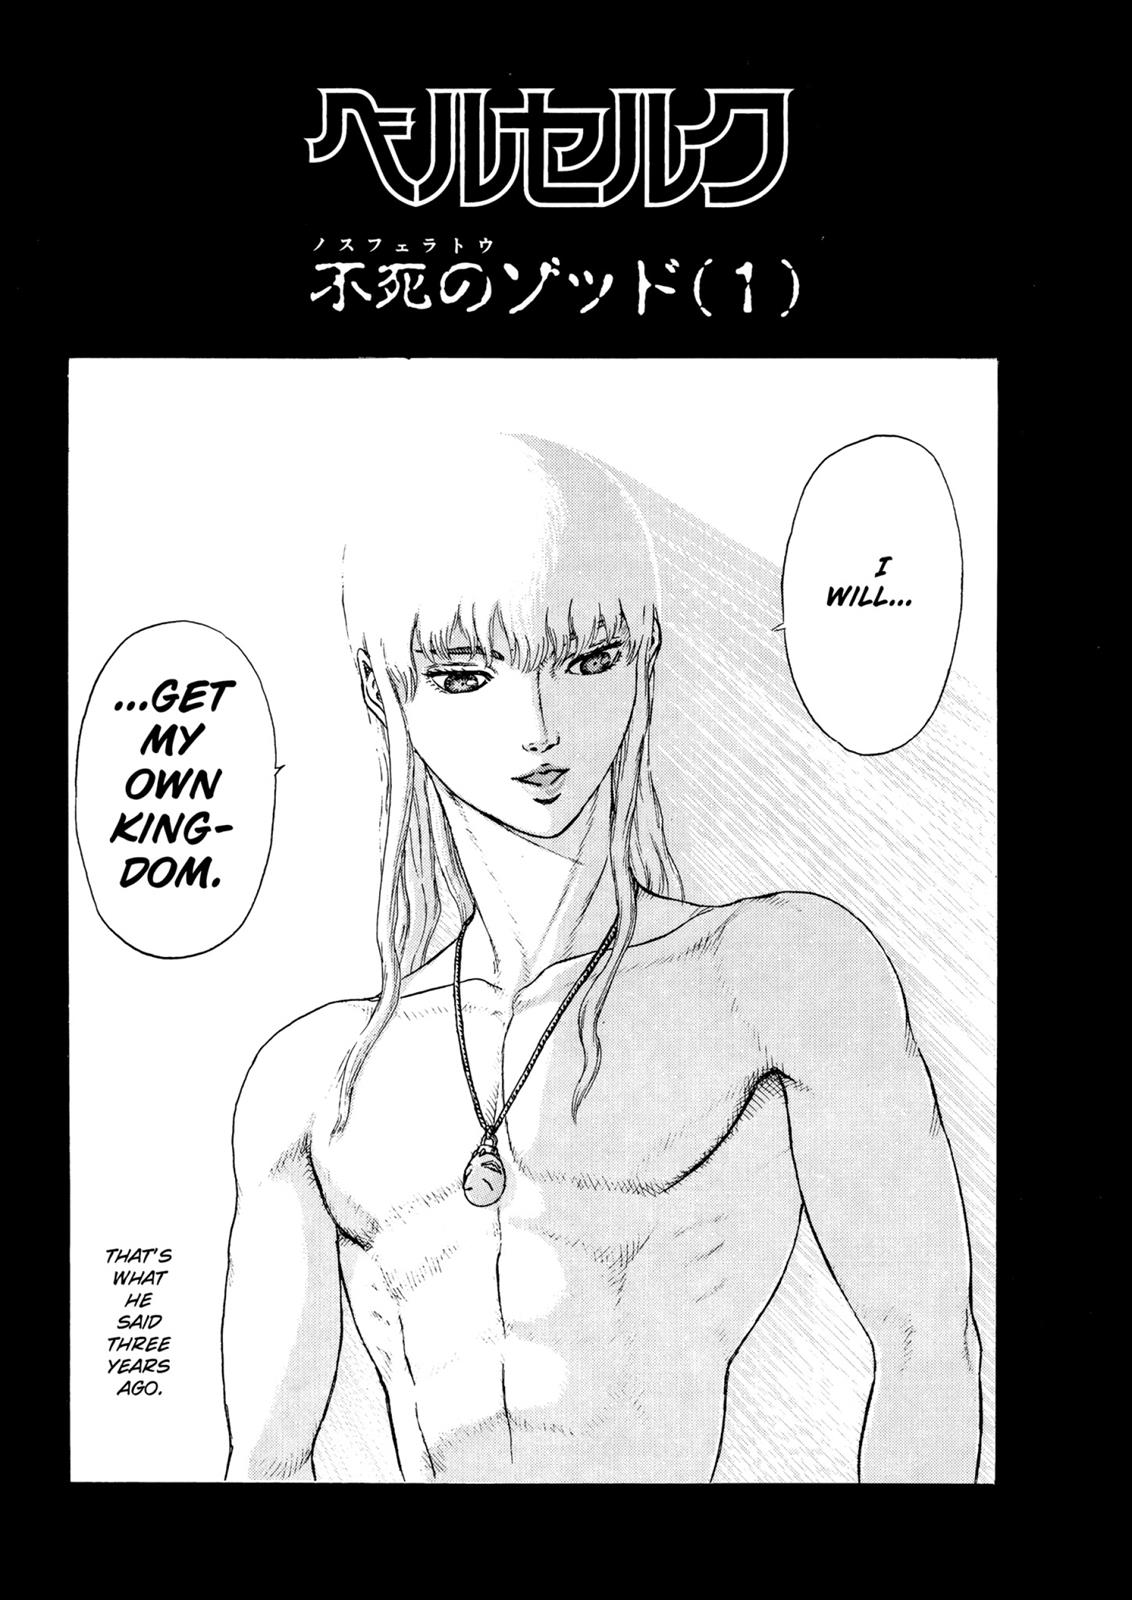 ベルセルク
ノスフェラトウ
不死のゾッド(1)
I
WILL...
...GET
MY
OWN
KING-
DOM.
THAT'S
WHAT
HE
SAID
THREE
YEARS
AGO.